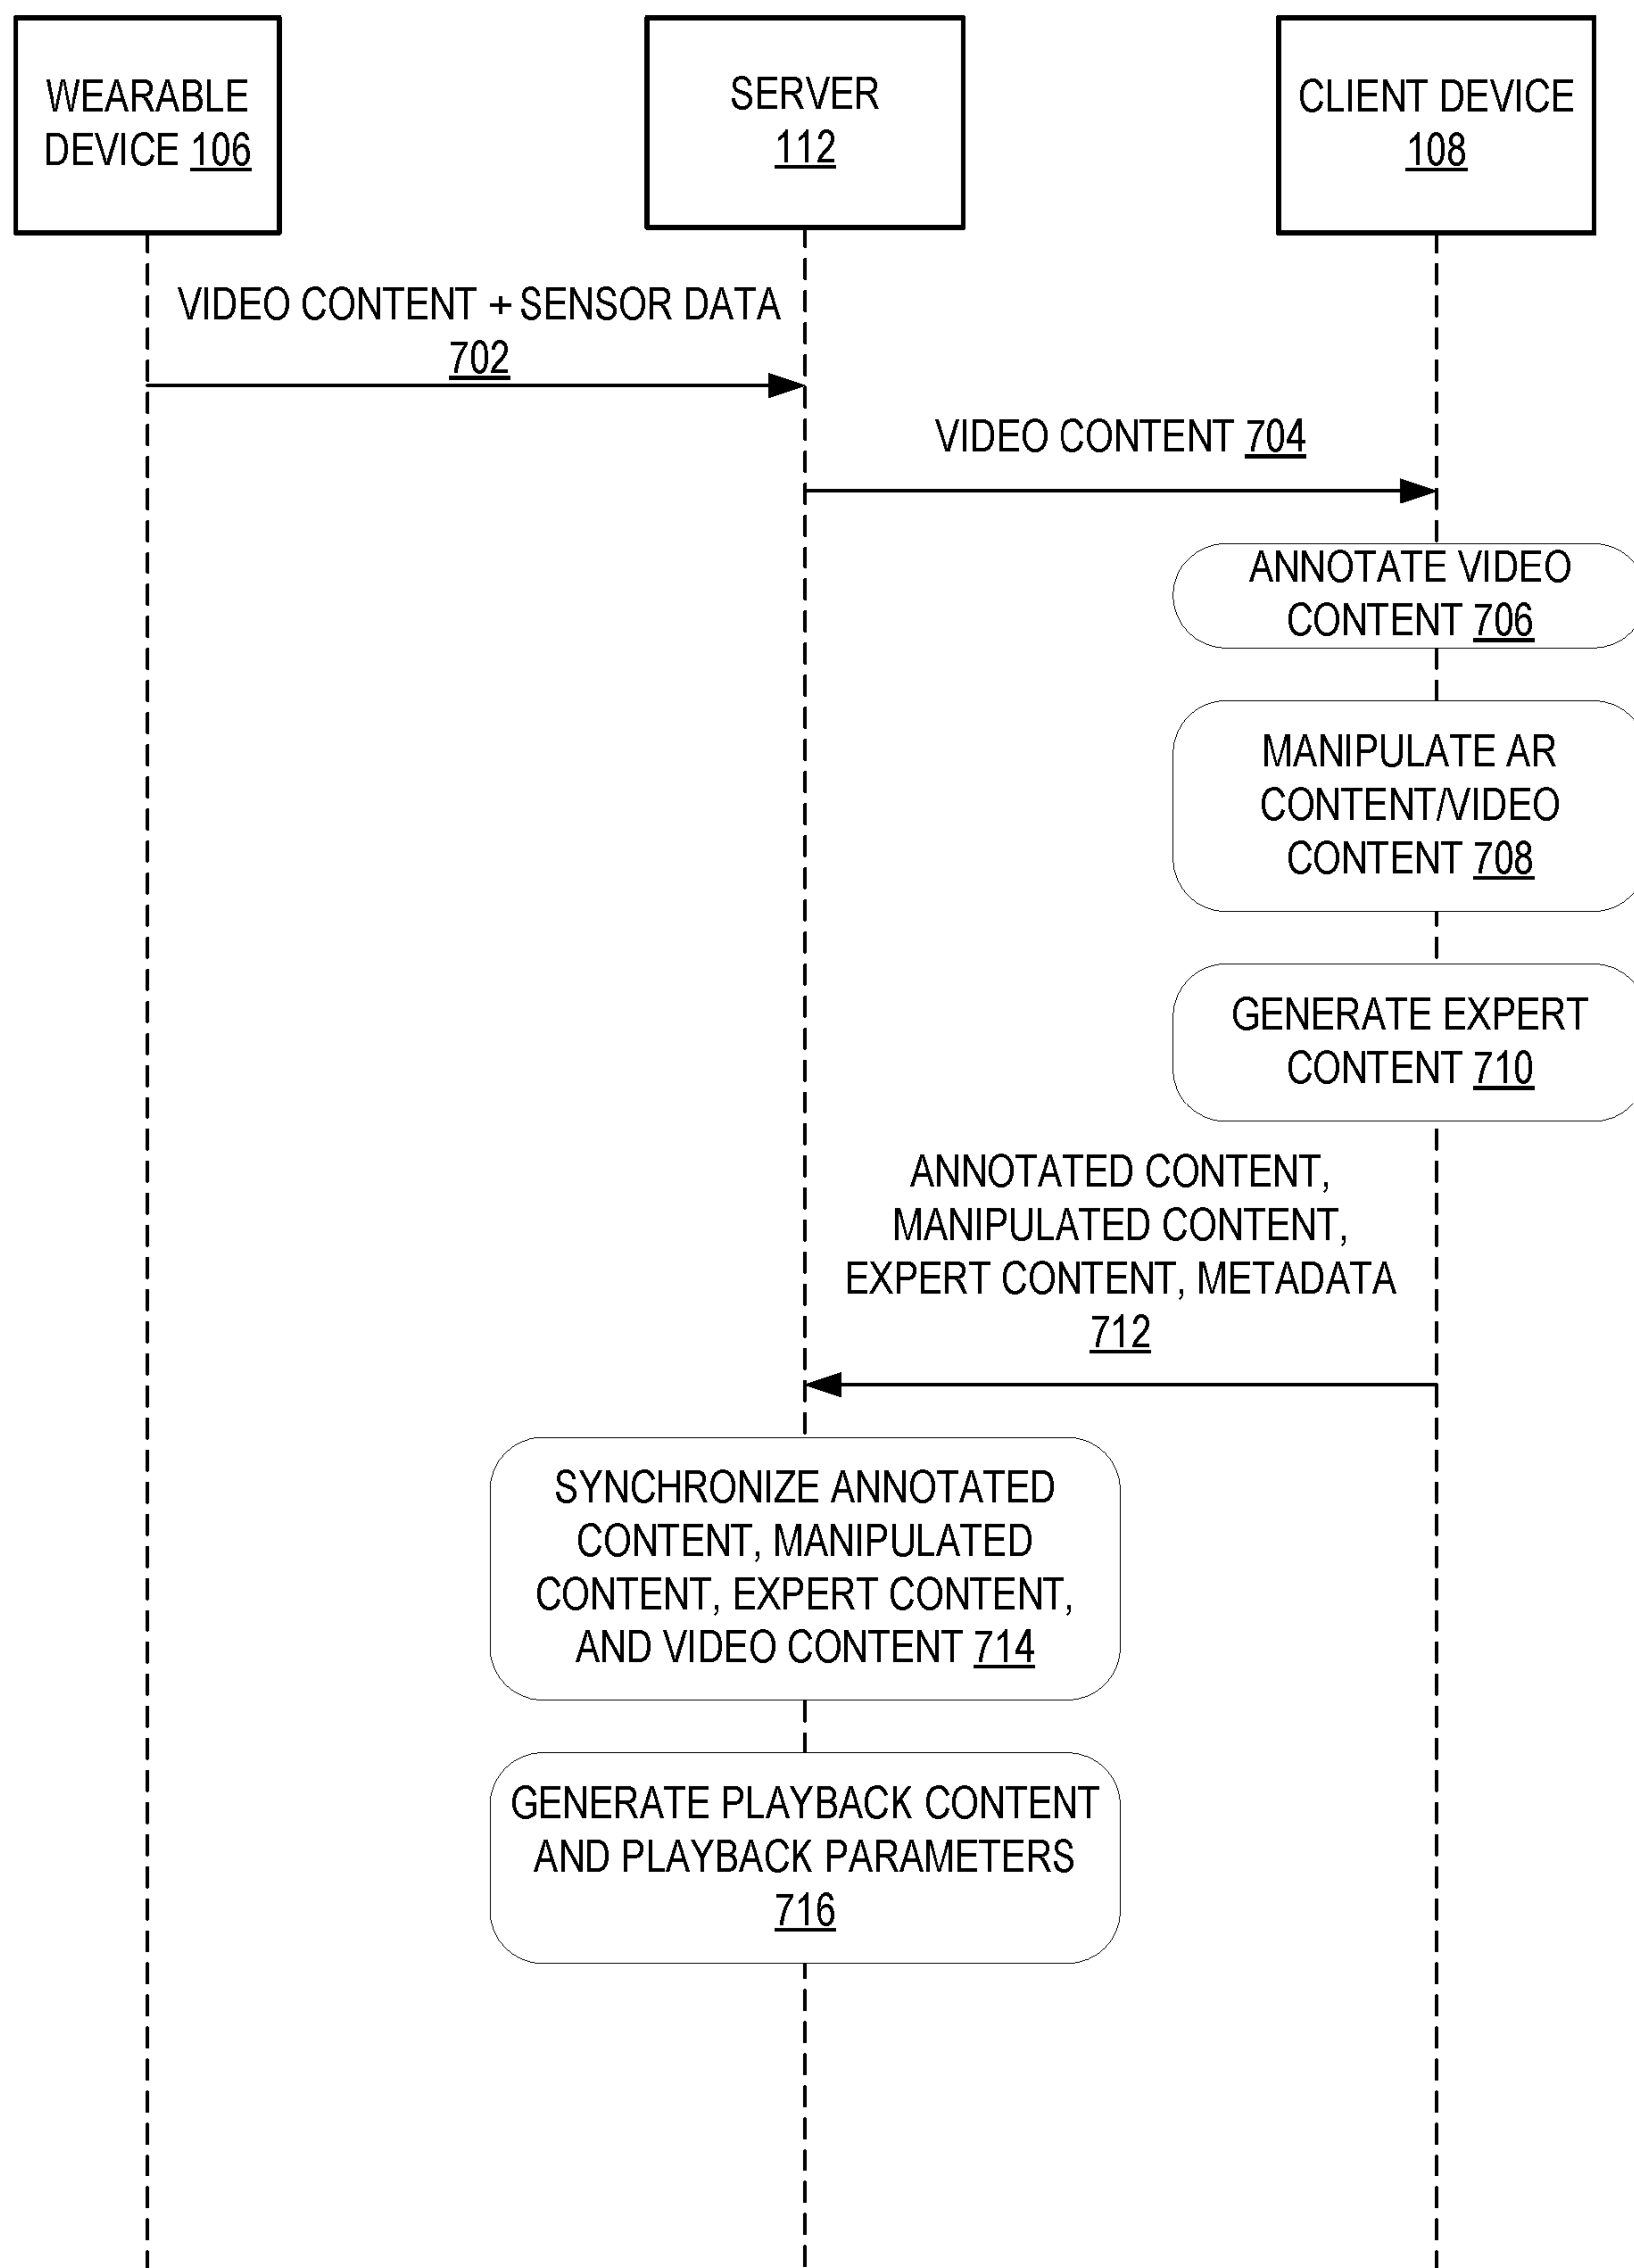 WEARABLE
DEVICE 106
SERVER
112
CLIENT DEVICE
108
VIDEO CONTENT + SENSOR DATA
702
VIDEO CONTENT 704
ANNOTATE VIDEO
CONTENT 706
MANIPULATE AR
CONTENT/VIDEO
CONTENT 708
GENERATE EXPERT
CONTENT 710
ANNOTATED CONTENT,
MANIPULATED CONTENT,
EXPERT CONTENT, METADATA
712
SYNCHRONIZE ANNOTATED
CONTENT, MANIPULATED
CONTENT, EXPERT CONTENT,
AND VIDEO CONTENT 714
GENERATE PLAYBACK CONTENT
AND PLAYBACK PARAMETERS
716